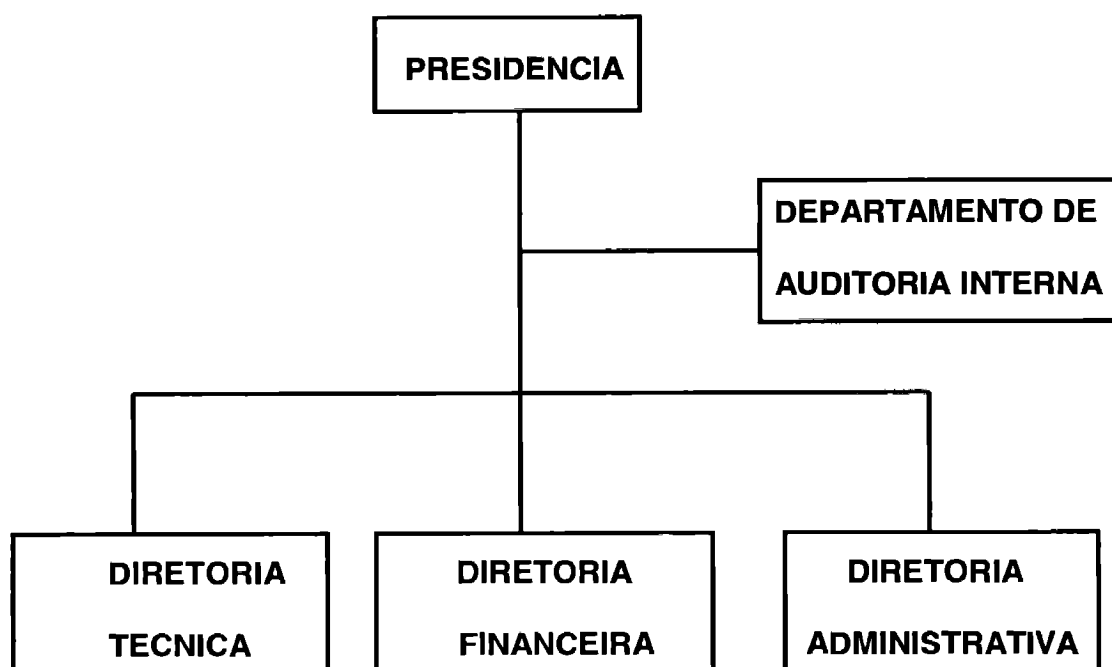 PRESIDENCIA
DEPARTAMENTO DE
AUDITORIA INTERNA
DIRETORIA
TECNICA
DIRETORIA
FINANCEIRA
DIRETORIA
ADMINISTRATIVA